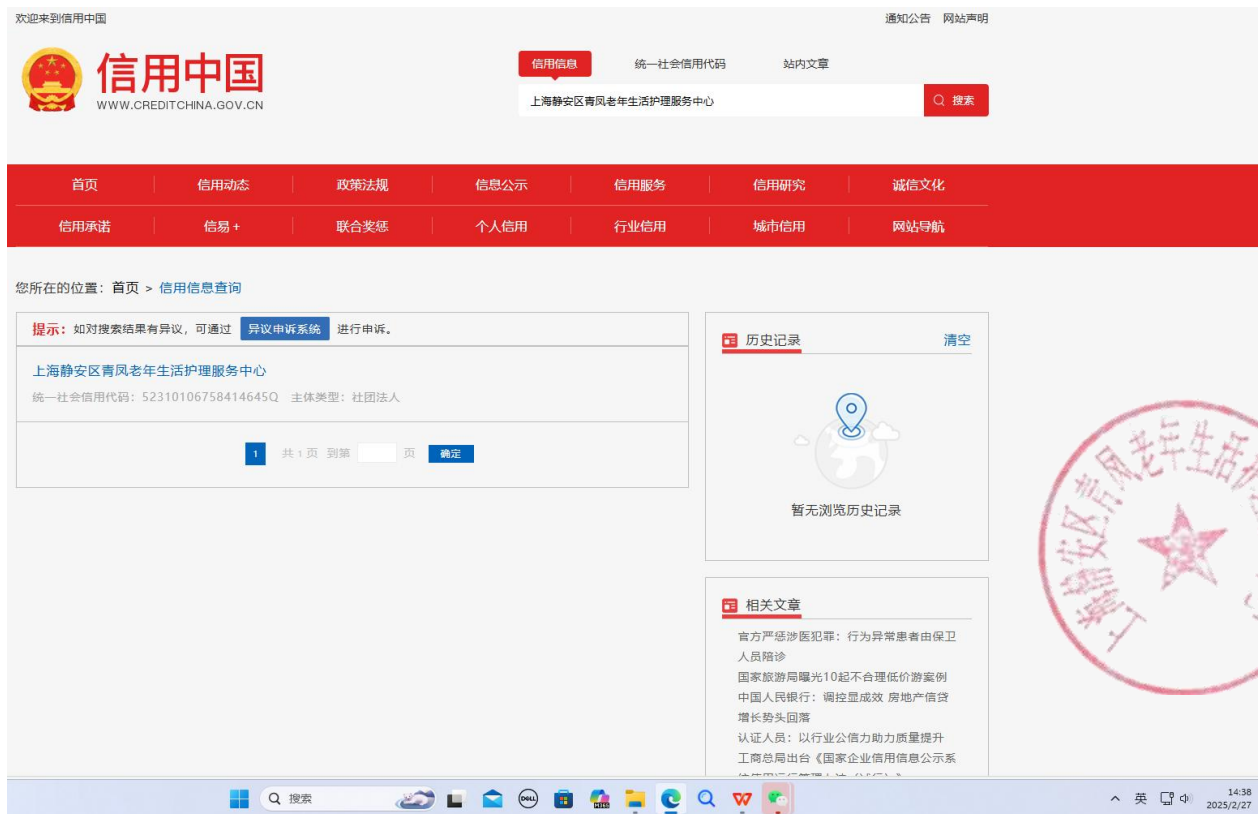 欢迎来到信用中国
通知公告 网站声明
信用中国
WWW.CREDITCHINA.GOV.CN
信用信息 统一社会信用代码 站内文章
上海静安区青凤老年生活护理服务中心
搜索
首页 信用动态 政策法规 信息公示 信用服务 信用研究 诚信文化
信用承诺 信易+ 联合奖惩 个人信用 行业信用 城市信用 网站导航
您所在的位置：首页 > 信用信息查询
提示：如对搜索结果有异议，可通过 异议申诉系统 进行申诉。
上海静安区青凤老年生活护理服务中心
统一社会信用代码：52310106758414645Q 主体类型：社团法人
1 共 1 页 到第 页 确定
历史记录 清空
暂无浏览历史记录
上海静安区青凤老年生活
相关文章
官方严惩涉医犯罪：行为异常患者由保卫
人员陪诊
国家旅游局曝光10起不合理低价游案例
中国人民银行：调控显成效 房地产信贷
增长势头回落
认证人员：以行业公信力助力质量提升
工商总局出台《国家企业信用信息公示系
搜索
DELL
英
14:38
2025/2/27